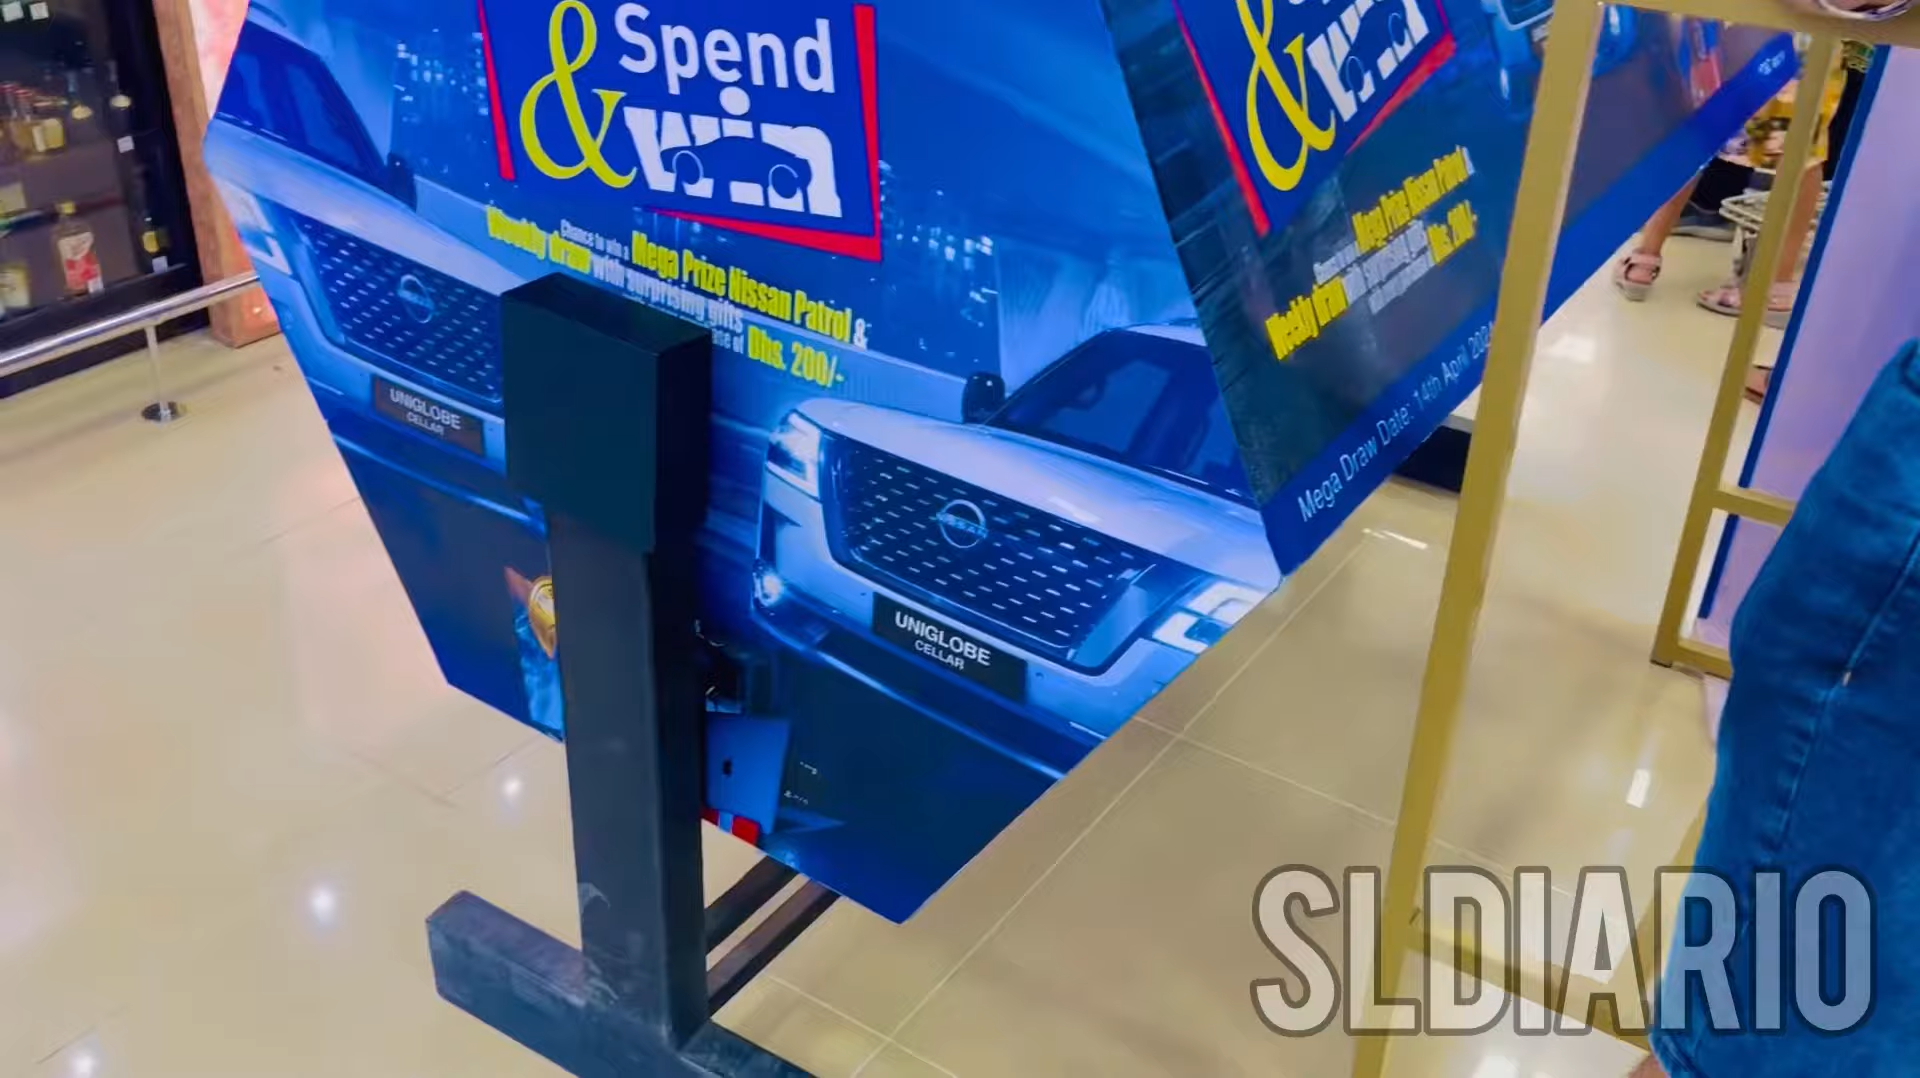 & Spend
win
Chance to win a Mega Prize Nissan Patrol &
Weekly draw with surprising gifts
of Dhs. 200/-
UNIGLOBE
CELLAR
NISSAN
UNIGLOBE
CELLAR
&
win
Mega Prize Nissan Patrol &
Weekly draw with surprising gifts
Dhs. 200/-
Mega Draw Date: 14th April
SLDIARIO